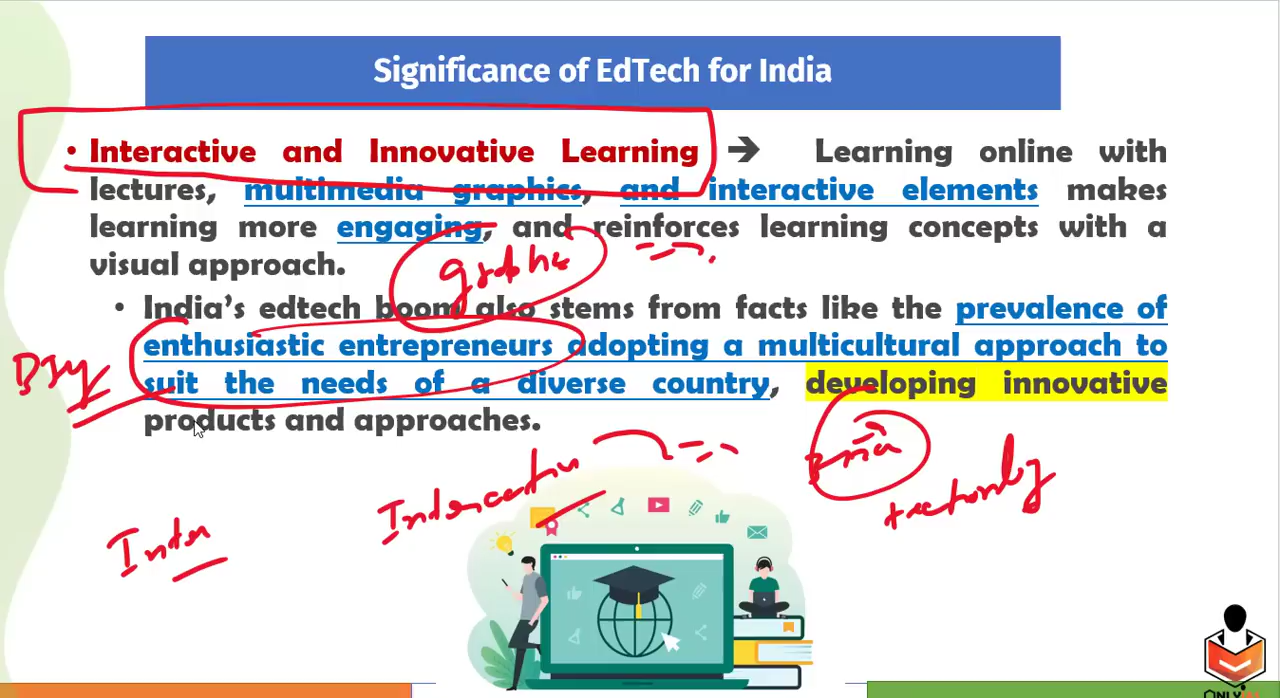 Significance of EdTech for India
• Interactive and Innovative Learning → Learning online with
lectures, multimedia graphics, and interactive elements makes
learning more engaging, and reinforces learning concepts with a
visual approach.
• India's edtech boom also stems from facts like the prevalence of
enthusiastic entrepreneurs adopting a multicultural approach to
suit the needs of a diverse country, developing innovative
products and approaches.
Inter